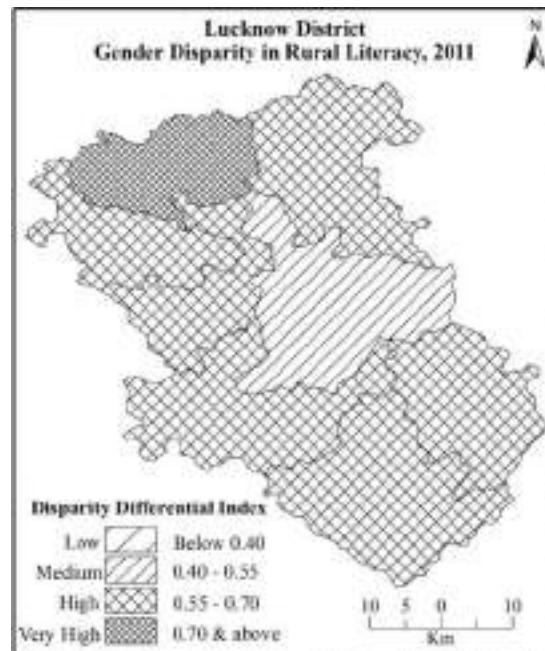 Lucknow District
Gender Disparity in Rural Literacy, 2011
N
Disparity Differential Index
Low Below 0.40
Medium 0.40 - 0.55
High 0.55 - 0.70
Very High 0.70 & above
10 5 0 10
Km